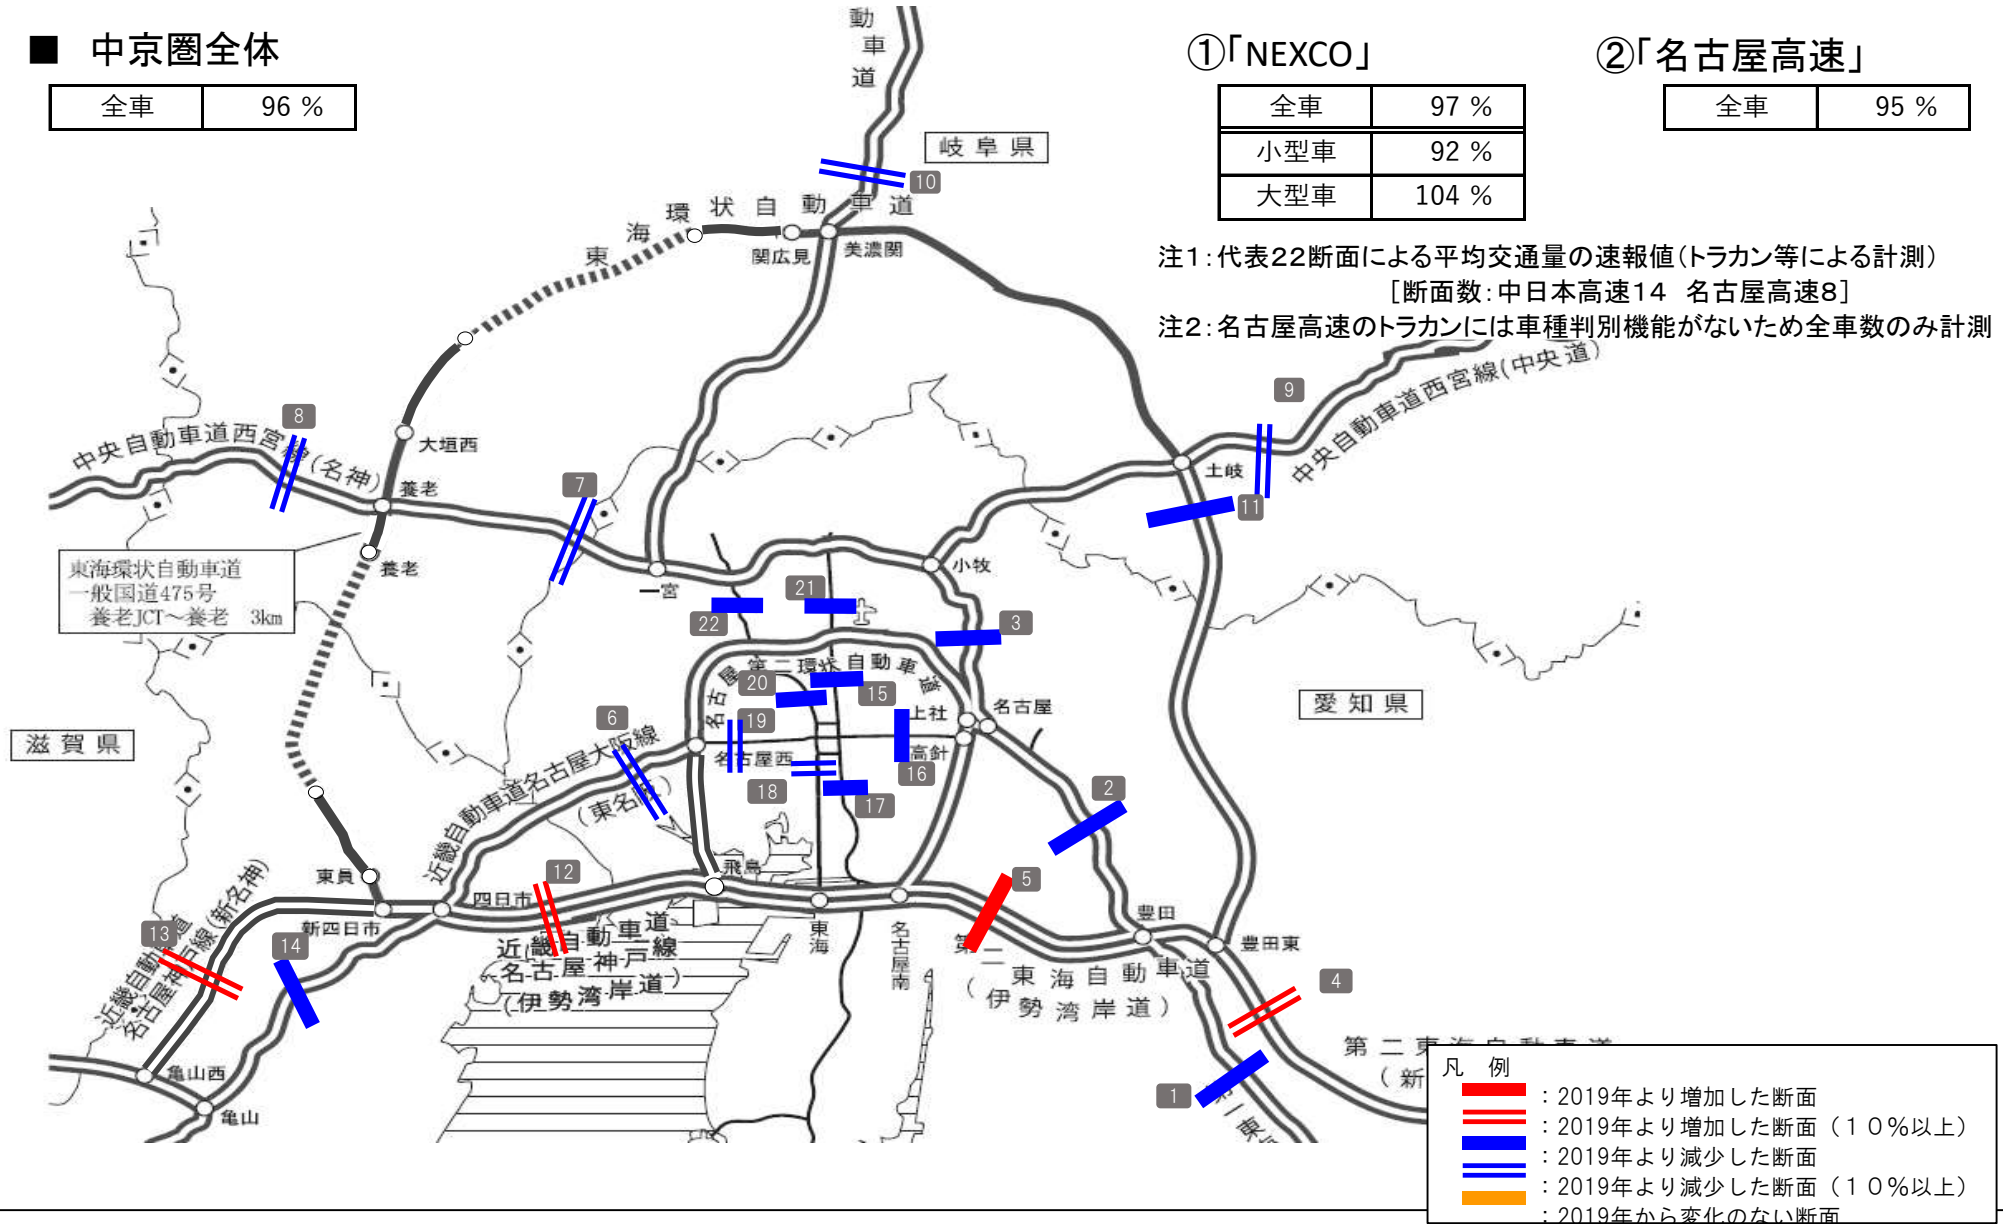 ■ 中京圏全体
全車 96 %
①「NEXCO」
全車 97 %
小型車 92 %
大型車 104 %
②「名古屋高速」
全車 95 %
注1：代表22断面による平均交通量の速報値（トラカン等による計測）
［断面数：中日本高速14 名古屋高速8］
注2：名古屋高速のトラカンには車種判別機能がないため全車数のみ計測
動車道
岐阜県
10
東海環状自動車道
関広見
美濃関
中央自動車道西宮線(中央道)
9
8
中央自動車道西宮線(名神)
大垣西
養老
7
土岐
11
養老
東海環状自動車道
一般国道475号
養老JCT～養老 3km
一宮
小牧
21
22
3
名古屋第二環状自動車道
20
15
上社
名古屋
愛知県
滋賀県
6
19
名古屋西
高針
16
18
17
2
近畿自動車道名古屋大阪線
(東名阪)
飛島
東員
12
5
四日市
新四日市
豊田
豊田東
東海
名古屋南
13
14
近畿自動車道
名古屋神戸線(新名神)
近畿自動車道
名古屋神戸線
(伊勢湾岸道)
第二東海自動車道
(伊勢湾岸道)
4
1
亀山西
亀山
第二東海自動車道
(新
第一東
凡 例
：2019年より増加した断面
：2019年より増加した断面（１０％以上）
：2019年より減少した断面
：2019年より減少した断面（１０％以上）
：2019年から変化のない断面